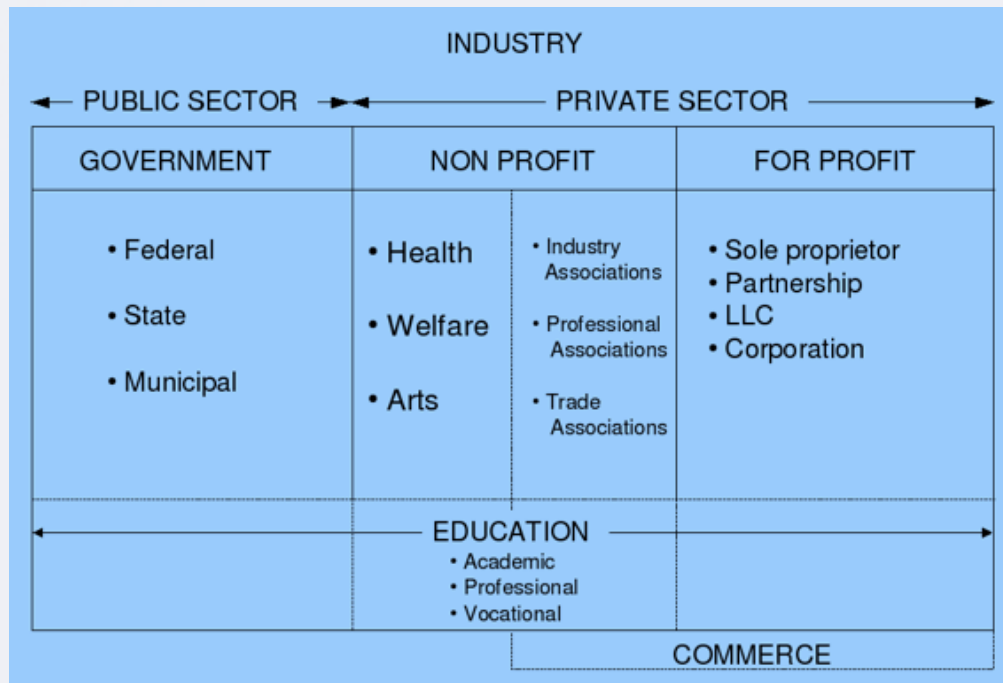 INDUSTRY
PUBLIC SECTOR
PRIVATE SECTOR
GOVERNMENT
NON PROFIT
FOR PROFIT
• Federal
• State
• Municipal
• Health
• Welfare
• Arts
• Industry
Associations
• Professional
Associations
• Trade
Associations
• Sole proprietor
• Partnership
• LLC
• Corporation
EDUCATION
• Academic
• Professional
• Vocational
COMMERCE